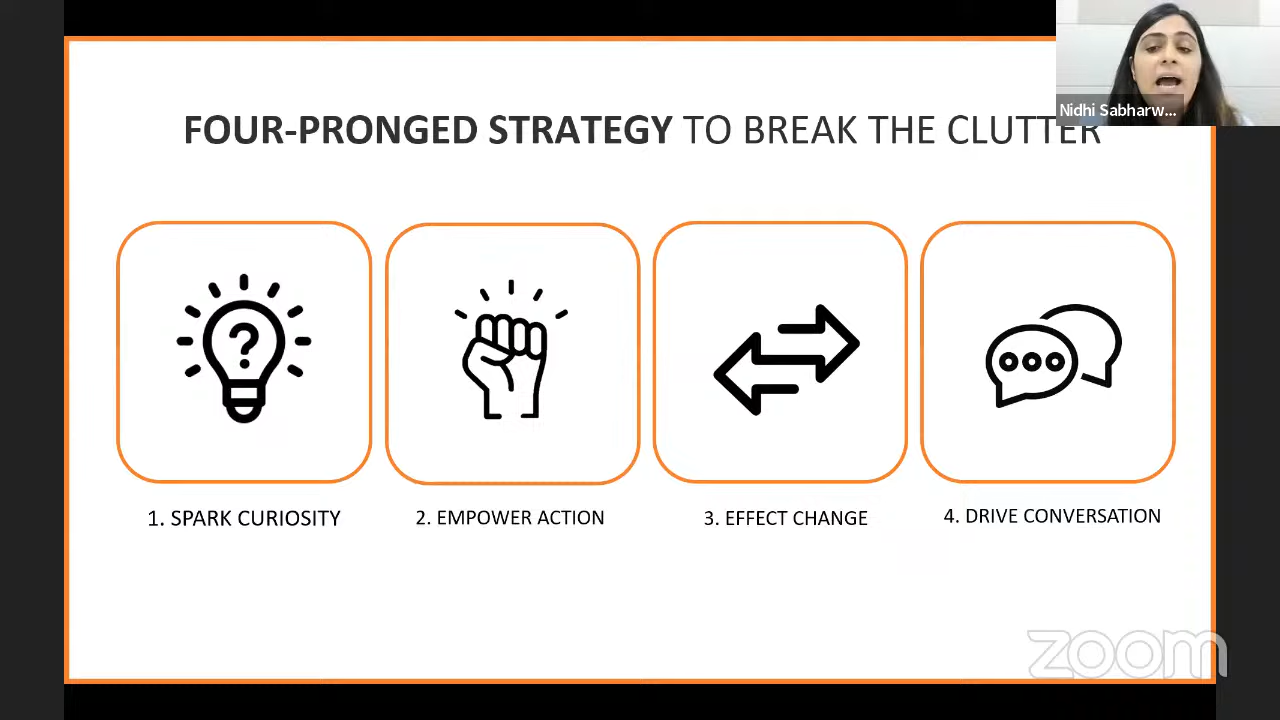 FOUR-PRONGED STRATEGY TO BREAK THE CLUTTER
Nidhi Sabharw...
?
1. SPARK CURIOSITY
2. EMPOWER ACTION
3. EFFECT CHANGE
4. DRIVE CONVERSATION
zoom